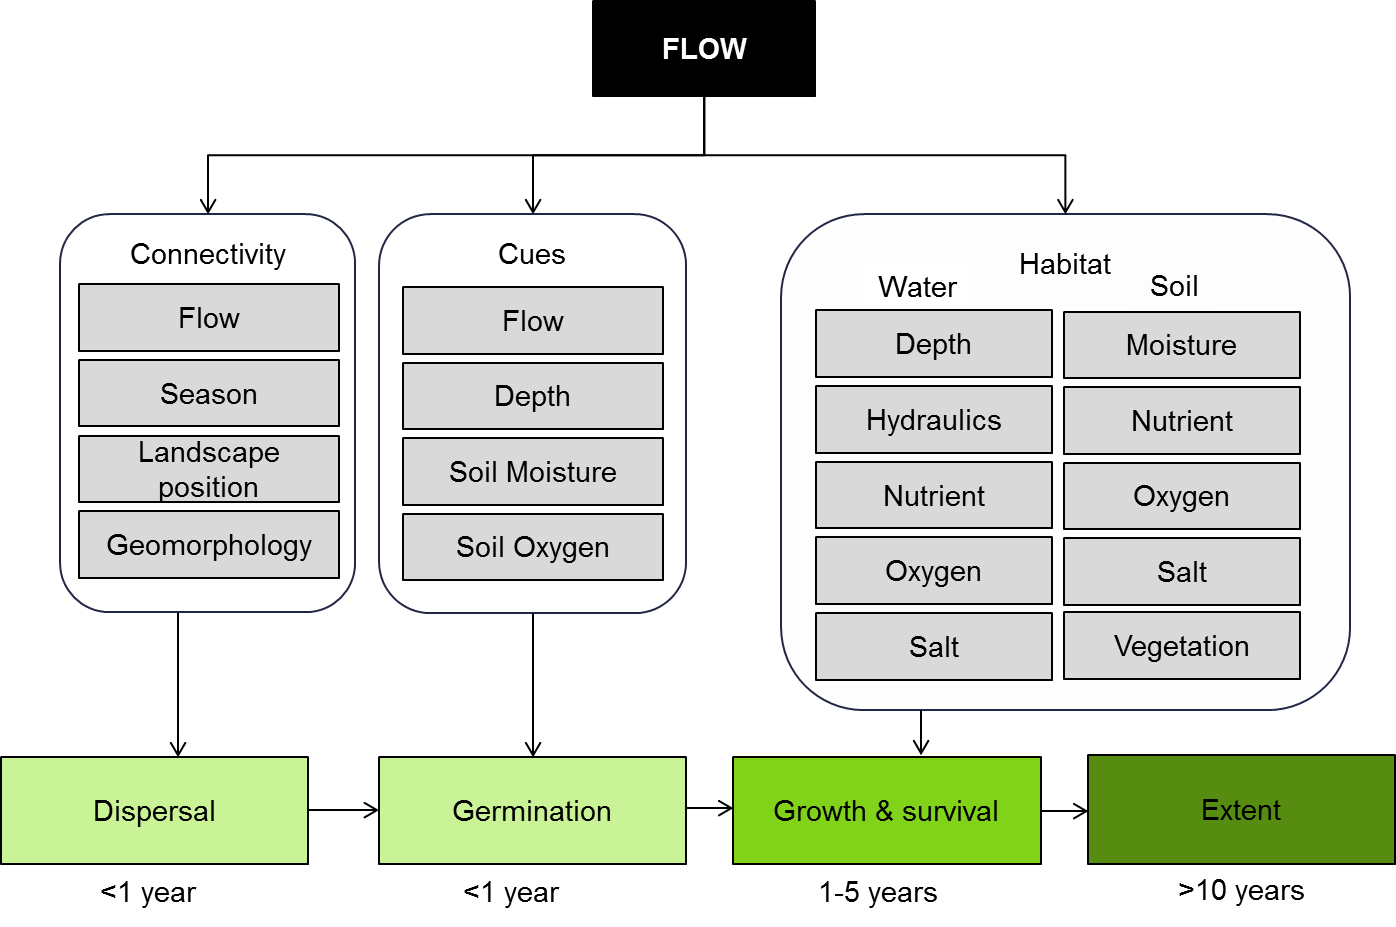 FLOW
Connectivity
Flow
Season
Landscape
position
Geomorphology
Cues
Flow
Depth
Soil Moisture
Soil Oxygen
Habitat
Water
Depth
Hydraulics
Nutrient
Oxygen
Salt
Soil
Moisture
Nutrient
Oxygen
Salt
Vegetation
Dispersal
<1 year
Germination
<1 year
Growth & survival
1-5 years
Extent
>10 years